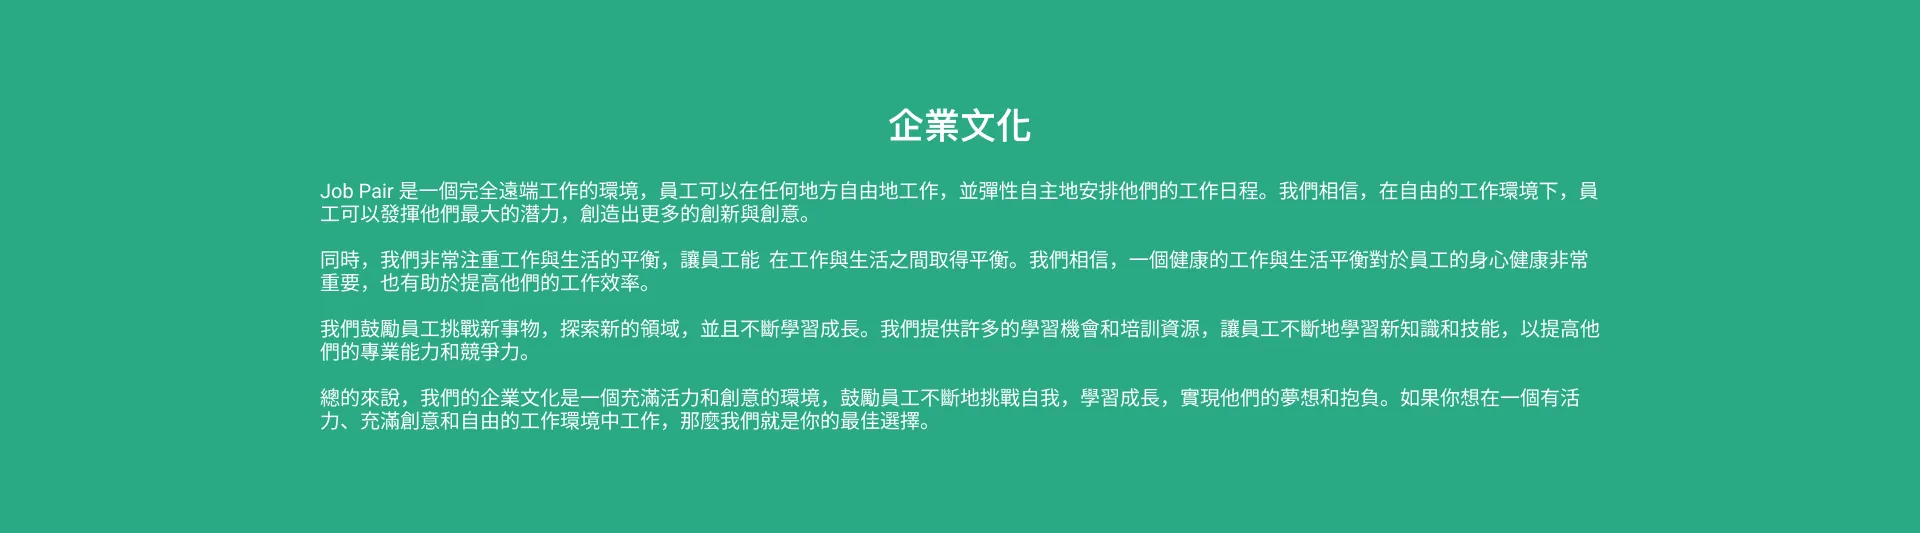 企業文化
Job Pair 是一個完全遠端工作的環境，員工可以在任何地方自由地工作，並彈性自主地安排他們的工作日程。我們相信，在自由的工作環境下，員
工可以發揮他們最大的潛力，創造出更多的創新與創意。
同時，我們非常注重工作與生活的平衡，讓員工能 在工作與生活之間取得平衡。我們相信，一個健康的工作與生活平衡對於員工的身心健康非常
重要，也有助於提高他們的工作效率。
我們鼓勵員工挑戰新事物，探索新的領域，並且不斷學習成長。我們提供許多的學習機會和培訓資源，讓員工不斷地學習新知識和技能，以提高他
們的專業能力和競爭力。
總的來說，我們的企業文化是一個充滿活力和創意的環境，鼓勵員工不斷地挑戰自我，學習成長，實現他們的夢想和抱負。如果你想在一個有活
力、充滿創意和自由的工作環境中工作，那麼我們就是你的最佳選擇。